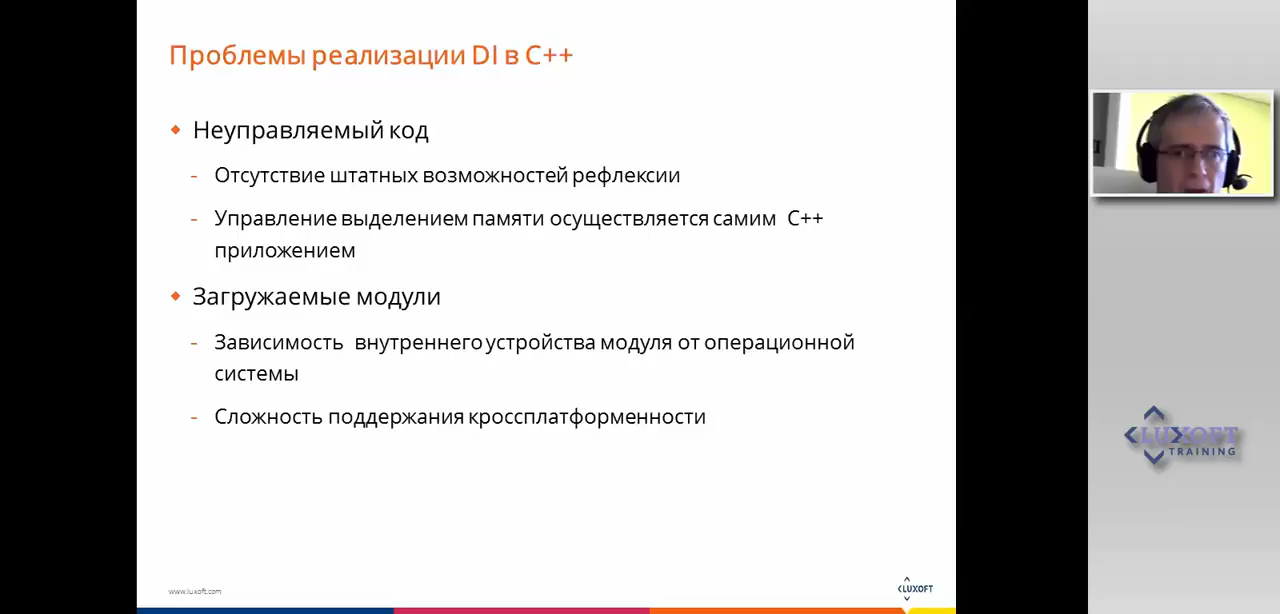 Проблемы реализации DI в C++
Неуправляемый код
- Отсутствие штатных возможностей рефлексии
- Управление выделением памяти осуществляется самим C++
приложением
Загружаемые модули
- Зависимость внутреннего устройства модуля от операционной
системы
- Сложность поддержания кроссплатформенности
www.luxoft.com
LUXOFT
LUXOFT
TRAINING